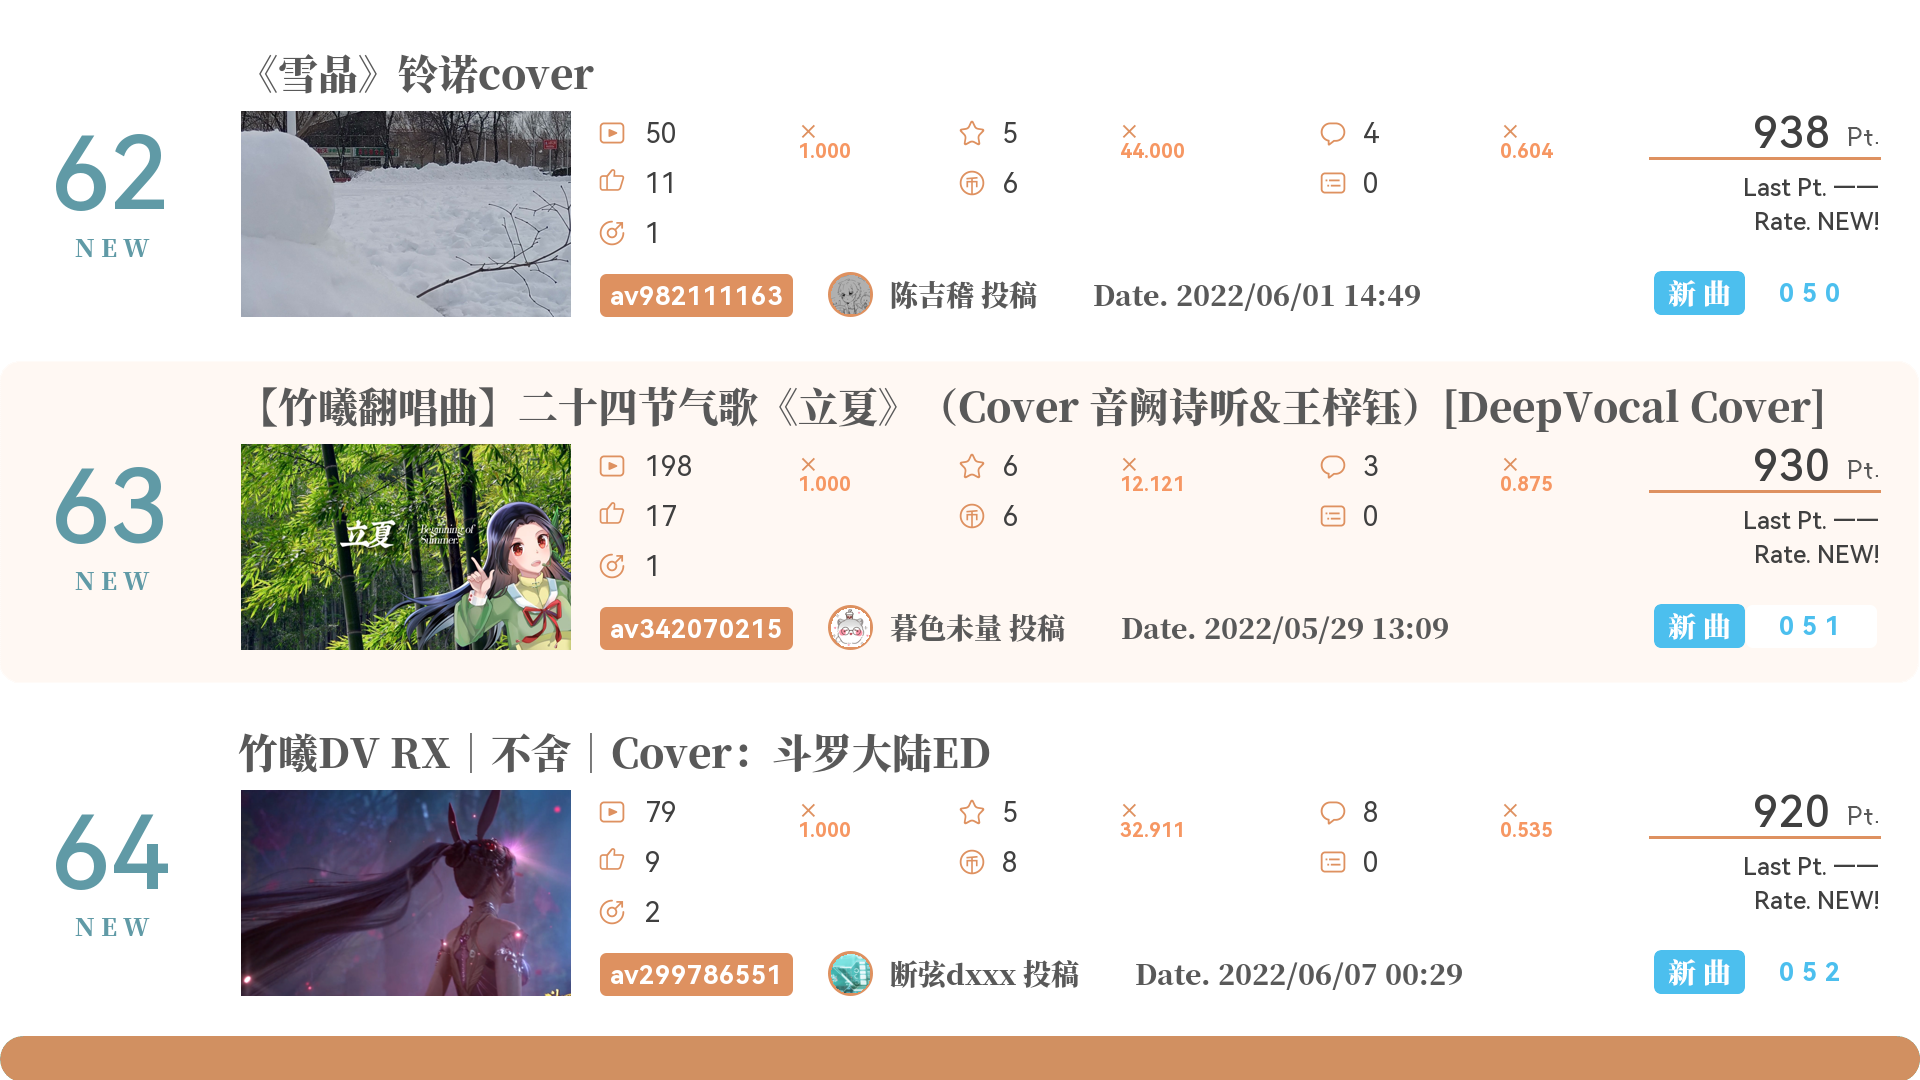 《雪晶》铃诺cover
62
NEW
50
×
1.000
5
×
44.000
4
×
0.604
938 Pt.
11
6
0
Last Pt. ——
1
Rate. NEW!
av982111163
陈吉稽 投稿
Date. 2022/06/01 14:49
新曲
050
【竹曦翻唱曲】二十四节气歌《立夏》（Cover 音阙诗听&王梓钰）[DeepVocal Cover]
63
NEW
立夏
Beginning of
Summer
198
×
1.000
6
×
12.121
3
×
0.875
930 Pt.
17
6
0
Last Pt. ——
1
Rate. NEW!
av342070215
暮色未量 投稿
Date. 2022/05/29 13:09
新曲
051
竹曦DV RX｜不舍｜Cover：斗罗大陆ED
64
NEW
79
×
1.000
5
×
32.911
8
×
0.535
920 Pt.
9
8
0
Last Pt. ——
2
Rate. NEW!
av299786551
断弦dxxx 投稿
Date. 2022/06/07 00:29
新曲
052